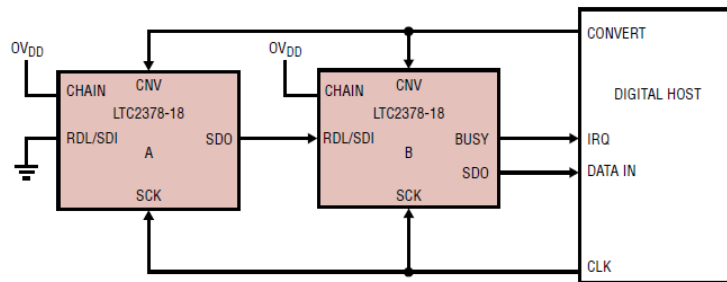 CONVERT
OVDD
OVDD
CHAIN
CNV
LTC2378-18
RDL/SDI
SDO
A
SCK
CHAIN
CNV
LTC2378-18
RDL/SDI
BUSY
B
SDO
SCK
DIGITAL HOST
IRQ
DATA IN
CLK